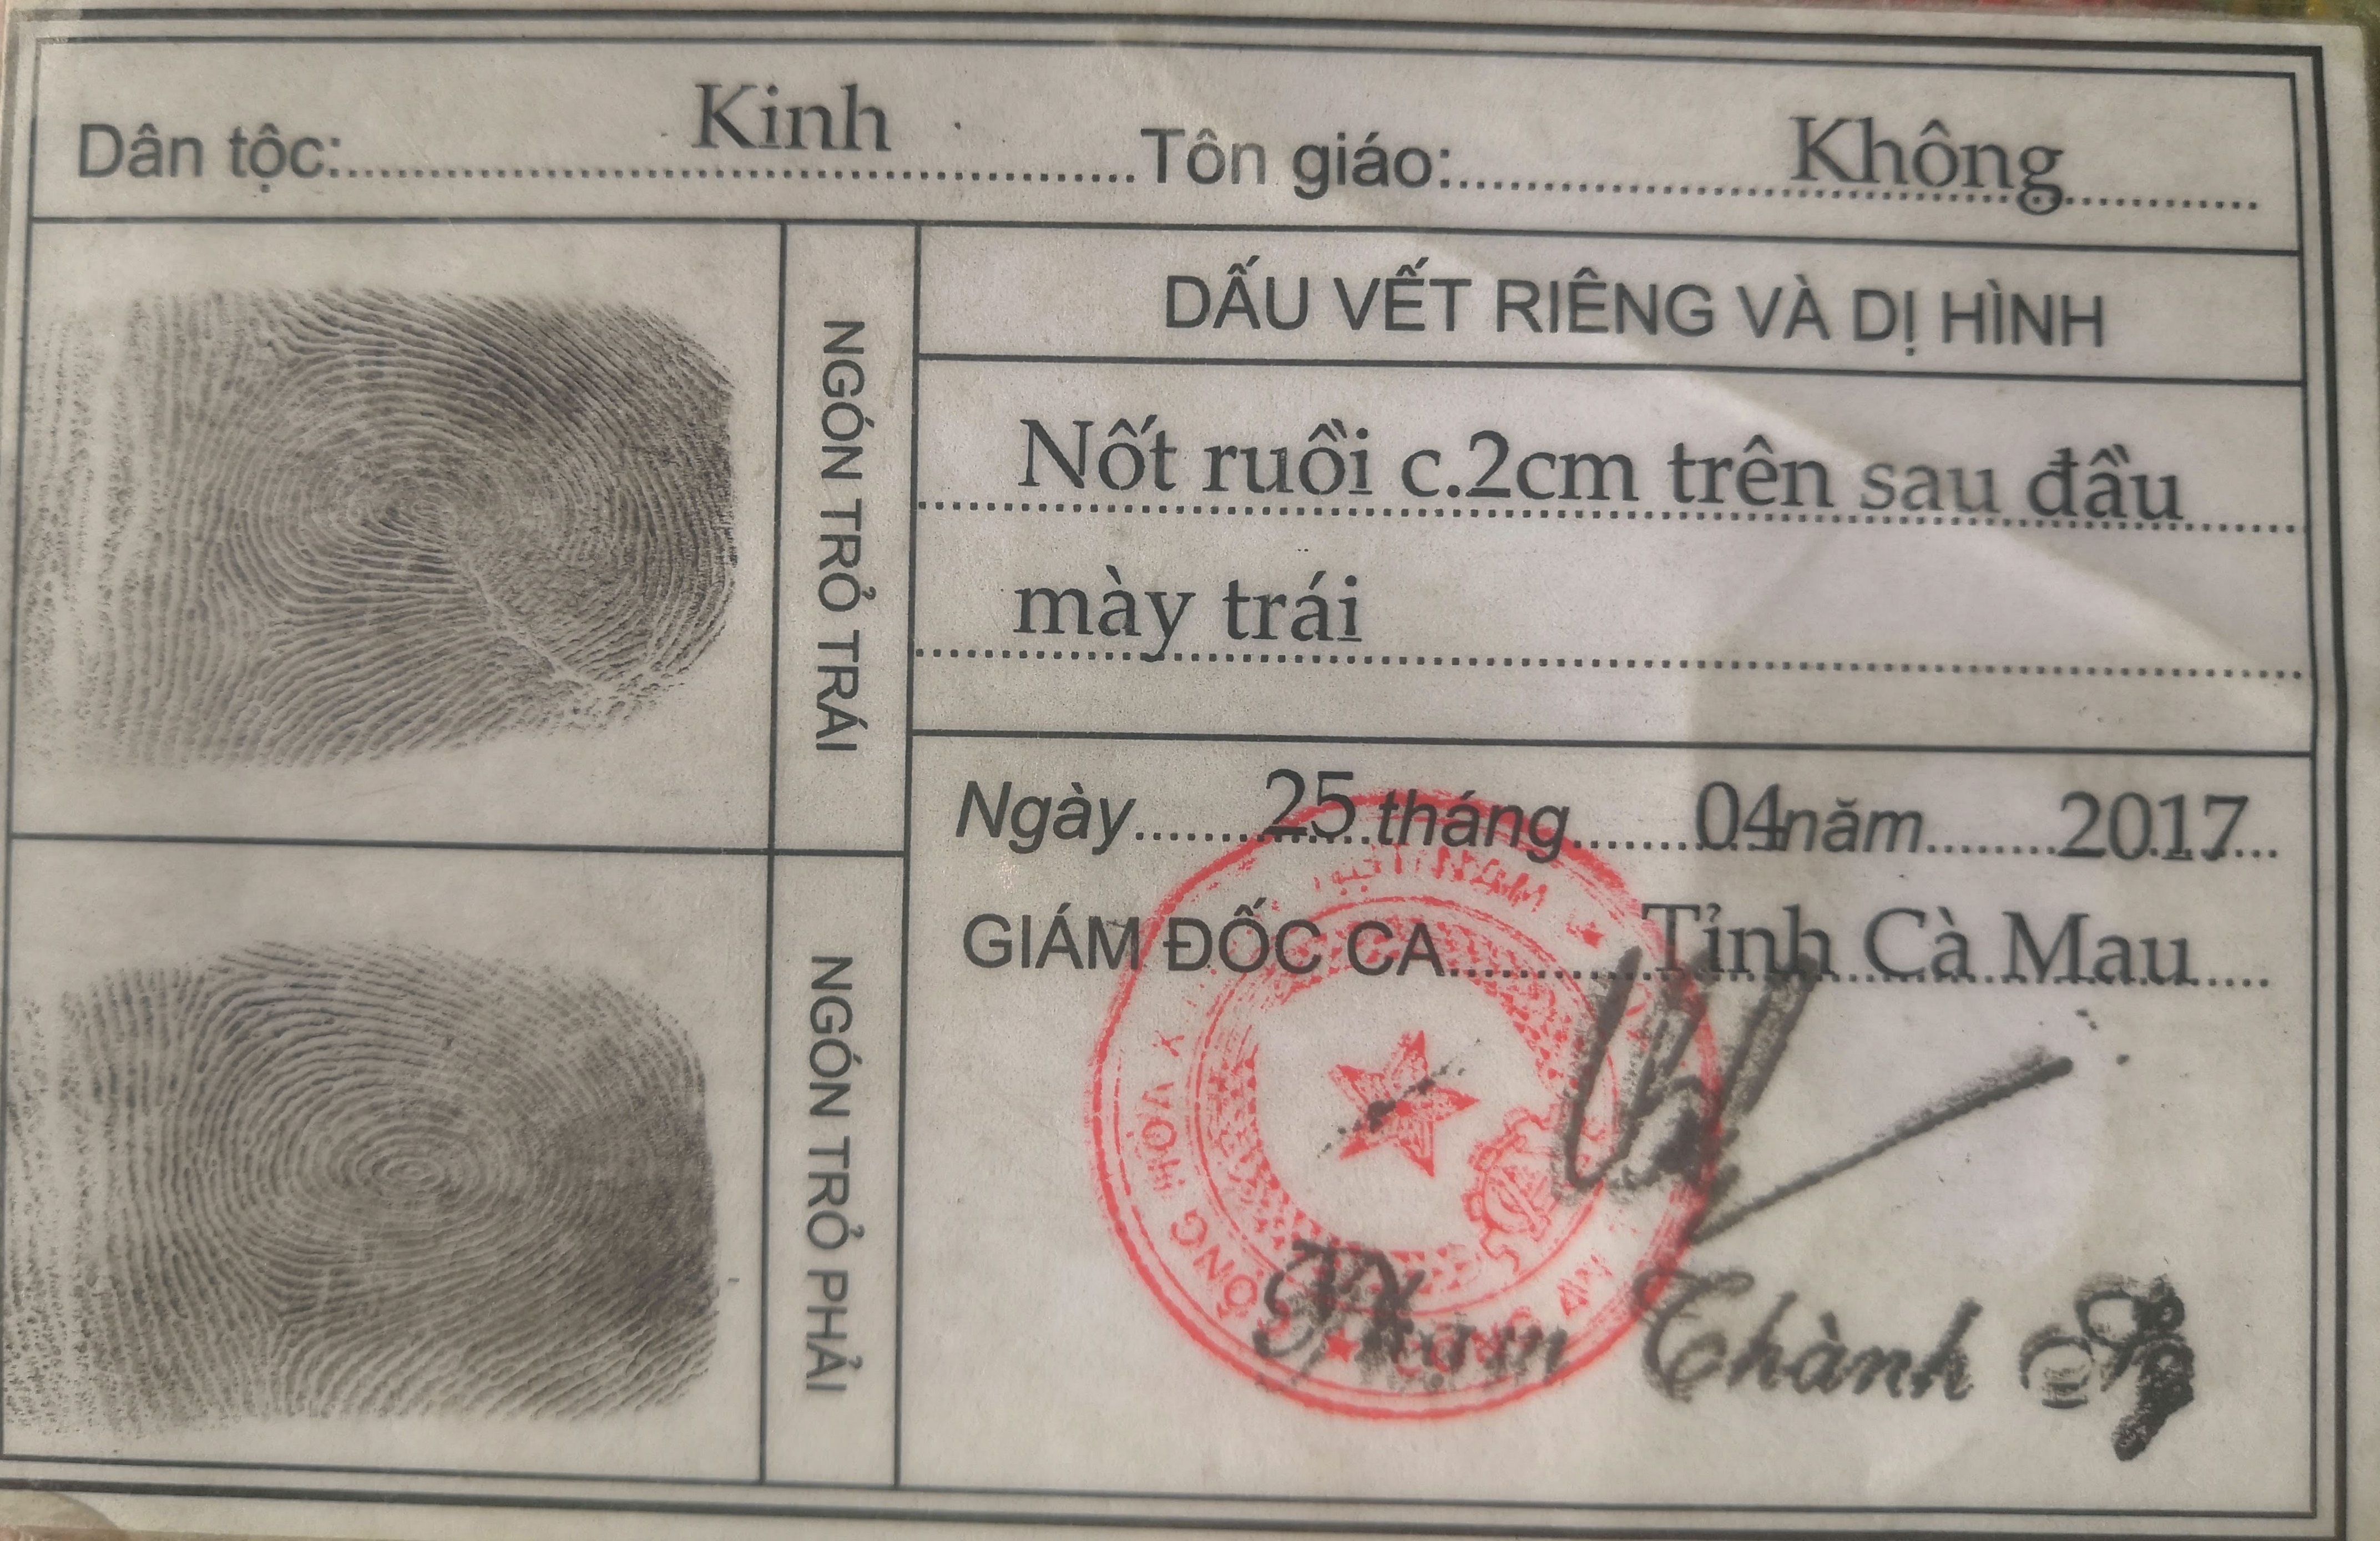 Dân tộc: Kinh Tôn giáo: Không
NGÓN TRỎ TRÁI
DẤU VẾT RIÊNG VÀ DỊ HÌNH
Nốt ruồi c.2cm trên sau đầu
mày trái
Ngày 25 tháng 04 năm 2017
GIÁM ĐỐC CA Tỉnh Cà Mau
NGÓN TRỎ PHẢI
Phạm Thành Sỹ